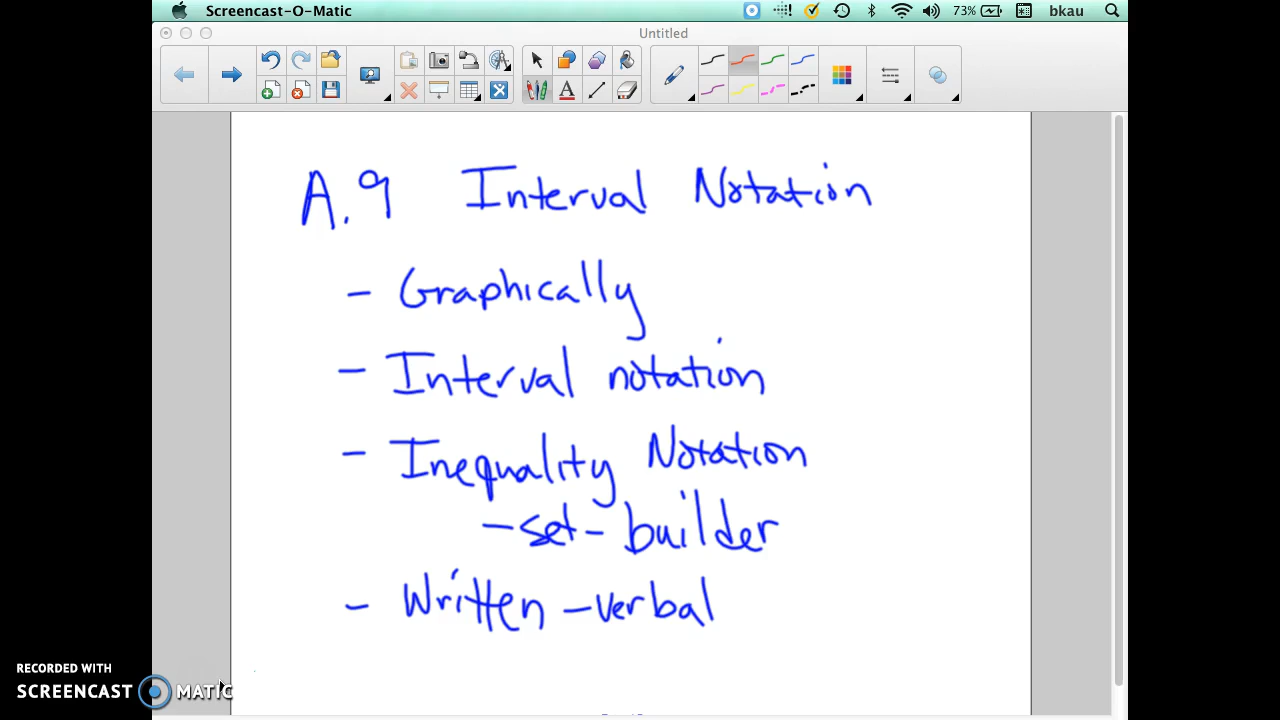 Screencast-O-Matic
73%
bkau
Untitled
A.9 Interval Notation
- Graphically
- Interval notation
- Inequality Notation
- set - builder
- Written - verbal
RECORDED WITH
SCREENCAST MATIC